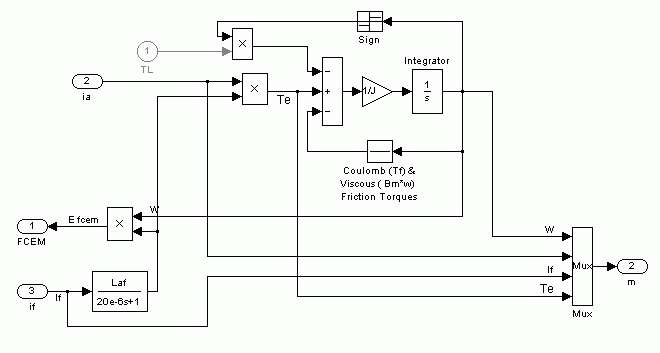 Sign
×
1
TL
Integrator
−
2
ia
×
Te
+
−
1/J
1
s
Coulomb (Tf) &
Viscous ( Bm*w)
Friction Torques
1
FCEM
E fcem
×
W
W
3
if
If
Laf
20e-6s+1
If
Te
Mux
Mux
2
m